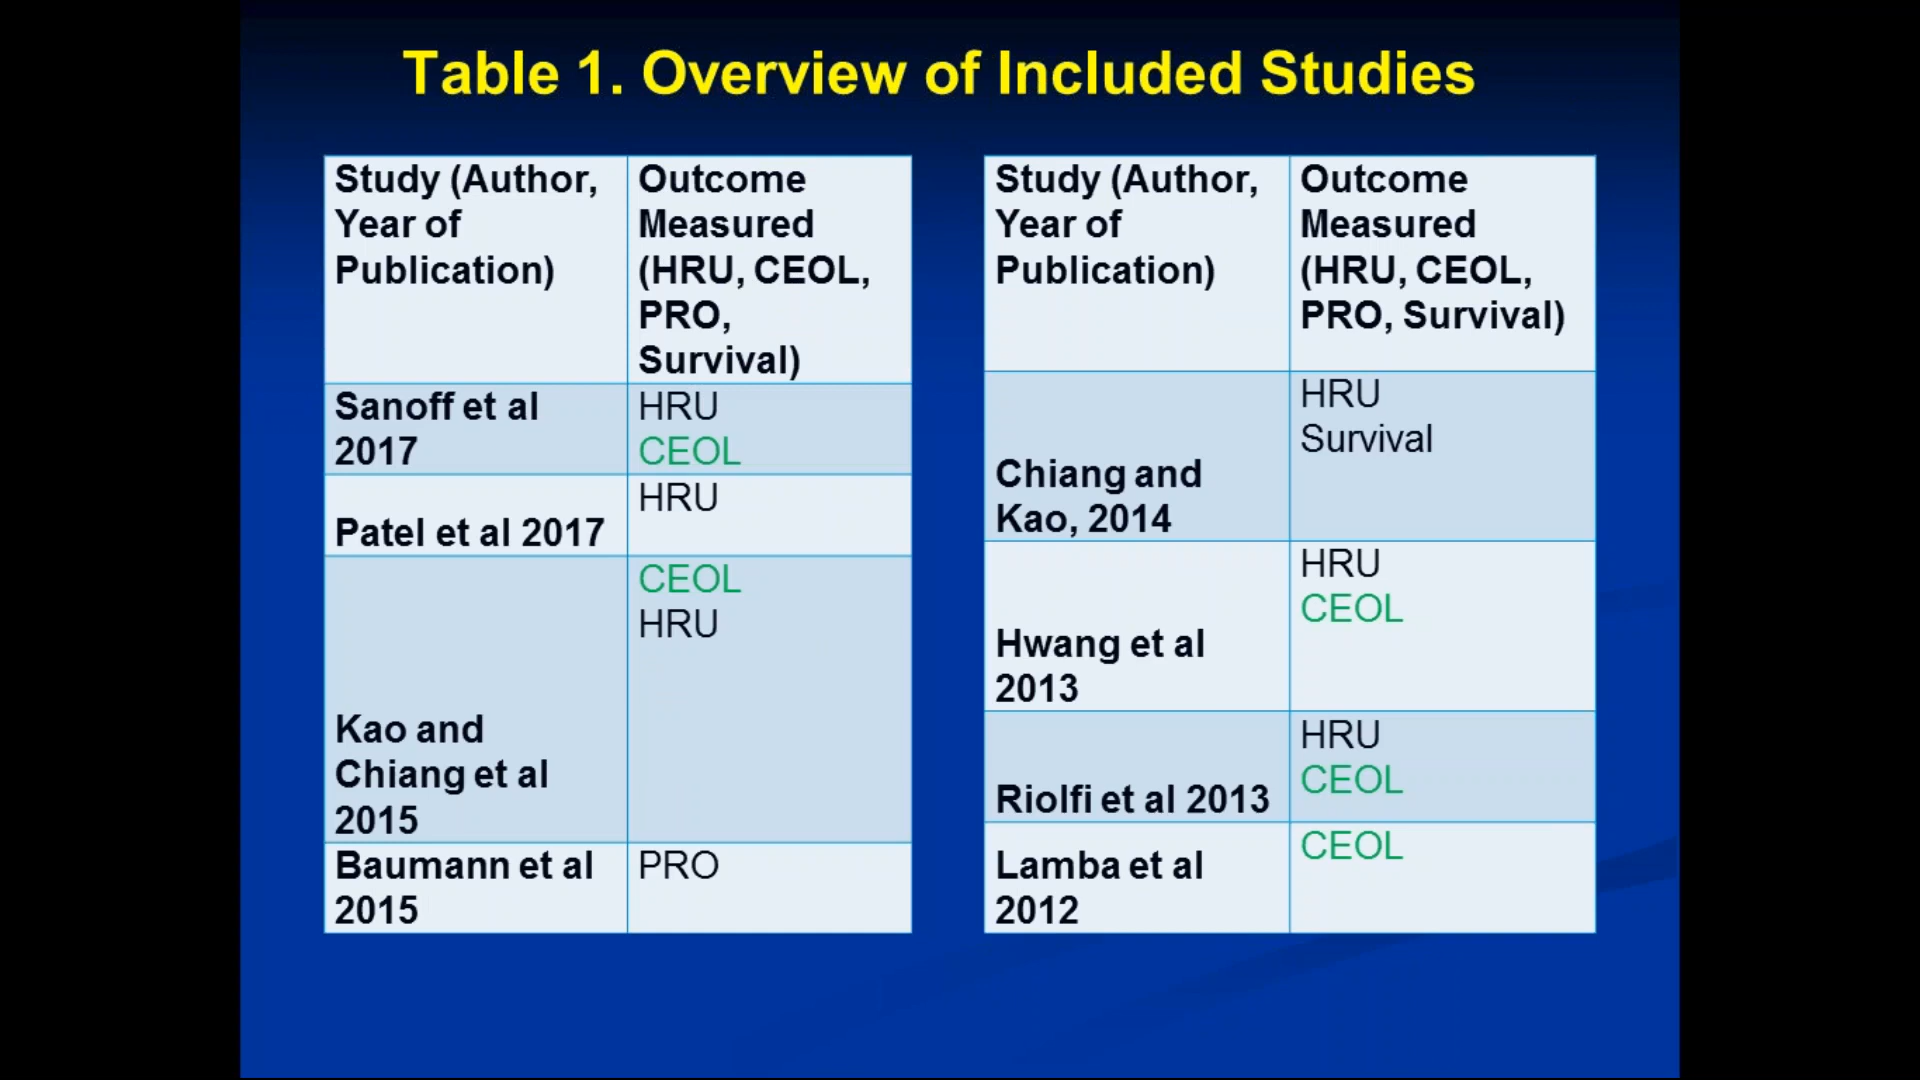 Table 1. Overview of Included Studies
Study (Author,
Year of
Publication)
Outcome
Measured
(HRU, CEOL,
PRO,
Survival)
Sanoff et al
2017
HRU
CEOL
Patel et al 2017
HRU
Kao and
Chiang et al
2015
CEOL
HRU
Baumann et al
2015
PRO
Study (Author,
Year of
Publication)
Outcome
Measured
(HRU, CEOL,
PRO, Survival)
Chiang and
Kao, 2014
HRU
Survival
Hwang et al
2013
HRU
CEOL
Riolfi et al 2013
HRU
CEOL
Lamba et al
2012
CEOL